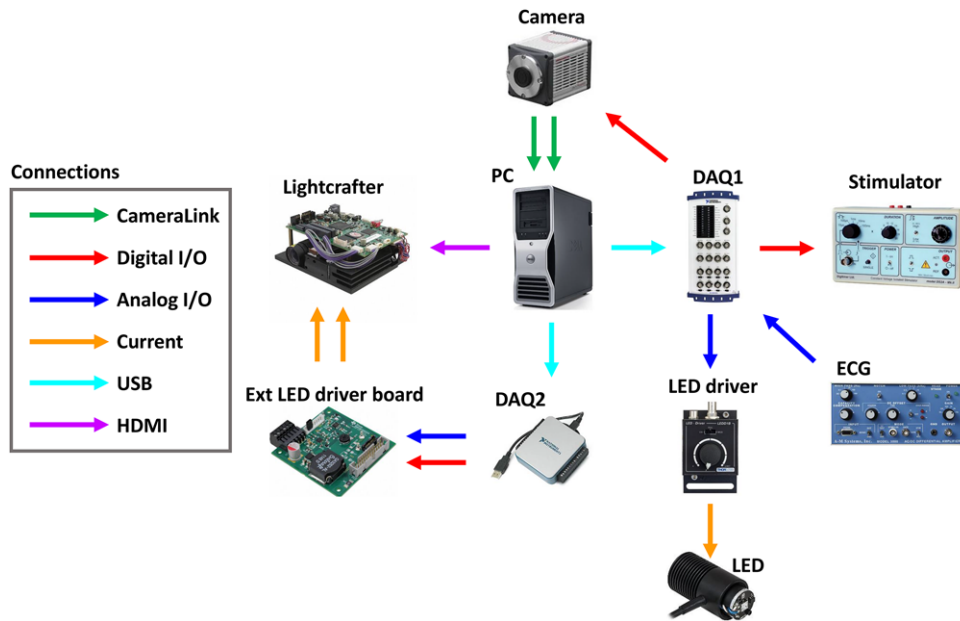 Camera
Connections
CameraLink
Digital I/O
Analog I/O
Current
USB
HDMI
Lightcrafter
PC
DAQ1
Stimulator
Ext LED driver board
DAQ2
LED driver
ECG
LED